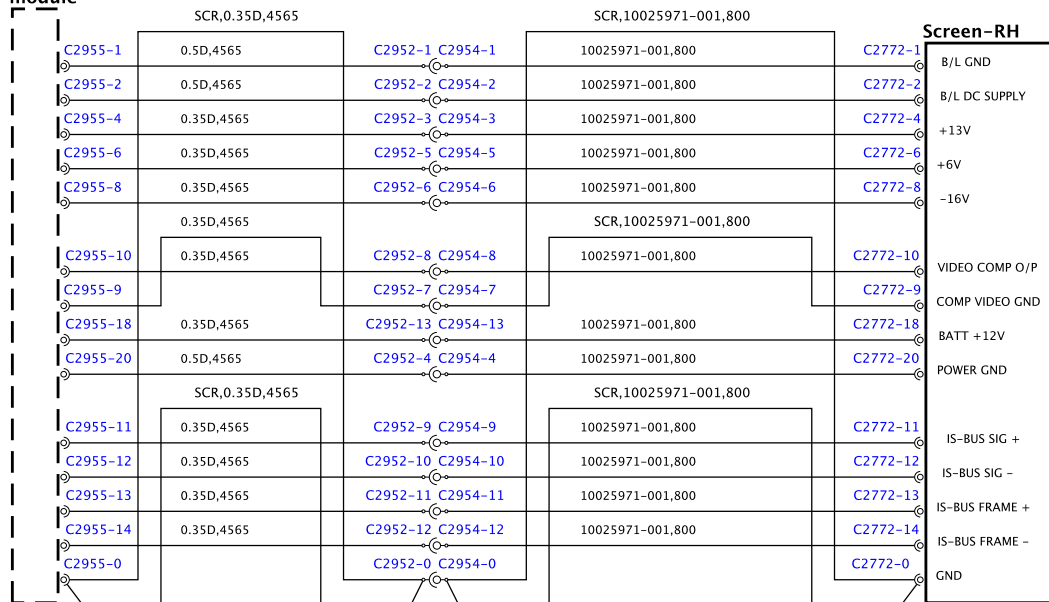 module
SCR,0.35D,4565 SCR,10025971-001,800
Screen-RH
C2955-1 0.5D,4565 C2952-1 C2954-1 10025971-001,800 C2772-1 B/L GND
C2955-2 0.5D,4565 C2952-2 C2954-2 10025971-001,800 C2772-2 B/L DC SUPPLY
C2955-4 0.35D,4565 C2952-3 C2954-3 10025971-001,800 C2772-4 +13V
C2955-6 0.35D,4565 C2952-5 C2954-5 10025971-001,800 C2772-6 +6V
C2955-8 0.35D,4565 C2952-6 C2954-6 10025971-001,800 C2772-8 -16V
0.35D,4565 SCR,10025971-001,800
C2955-10 0.35D,4565 C2952-8 C2954-8 10025971-001,800 C2772-10 VIDEO COMP O/P
C2955-9 C2952-7 C2954-7 C2772-9 COMP VIDEO GND
C2955-18 0.35D,4565 C2952-13 C2954-13 10025971-001,800 C2772-18 BATT +12V
C2955-20 0.5D,4565 C2952-4 C2954-4 10025971-001,800 C2772-20 POWER GND
SCR,0.35D,4565 SCR,10025971-001,800
C2955-11 0.35D,4565 C2952-9 C2954-9 10025971-001,800 C2772-11 IS-BUS SIG +
C2955-12 0.35D,4565 C2952-10 C2954-10 10025971-001,800 C2772-12 IS-BUS SIG -
C2955-13 0.35D,4565 C2952-11 C2954-11 10025971-001,800 C2772-13 IS-BUS FRAME +
C2955-14 0.35D,4565 C2952-12 C2954-12 10025971-001,800 C2772-14 IS-BUS FRAME -
C2955-0 C2952-0 C2954-0 C2772-0 GND